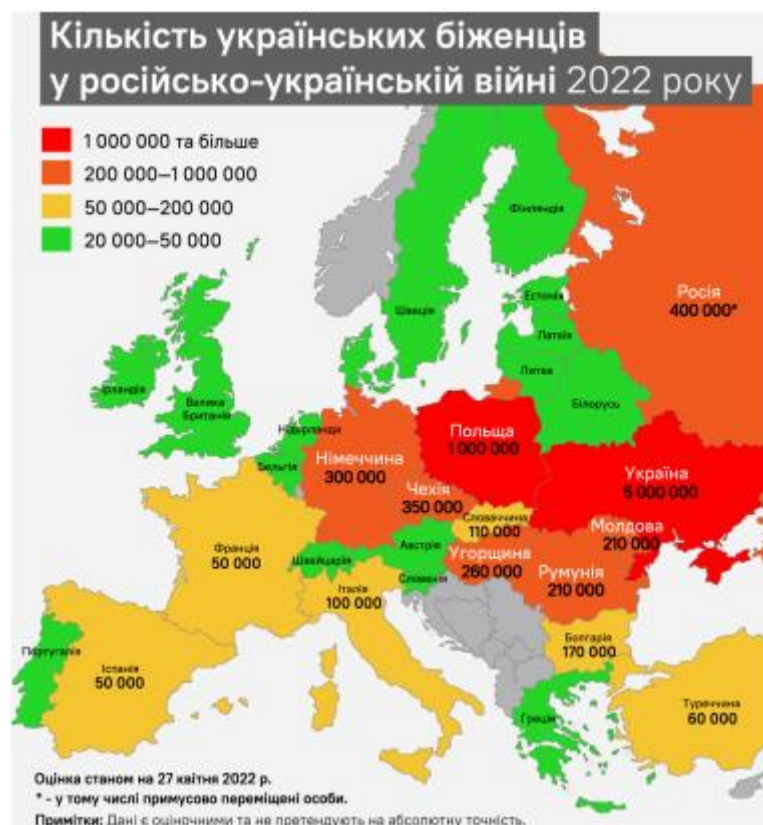 Кількість українських біженців
у російсько-українській війні 2022 року
1 000 000 та більше
200 000–1 000 000
50 000–200 000
20 000–50 000
Фінляндія
Швеція
Естонія
Росія
400 000*
Латвія
Литва
Білорусь
Ірландія
Велика
Британія
Нідерланди
Бельгія
Німеччина
300 000
Польща
1 000 000
Чехія
350 000
Україна
5 000 000
Словаччина
110 000
Молдова
210 000
Франція
50 000
Швайцарія
Австрія
Угорщина
260 000
Румунія
210 000
Словенія
Італія
100 000
Болгарія
170 000
Португалія
Іспанія
50 000
Греція
Туреччина
60 000
Оцінка станом на 27 квітня 2022 р.
* - у тому числі примусово переміщені особи.
Примітки: Дані є оціночними та не претендують на абсолютну точність.